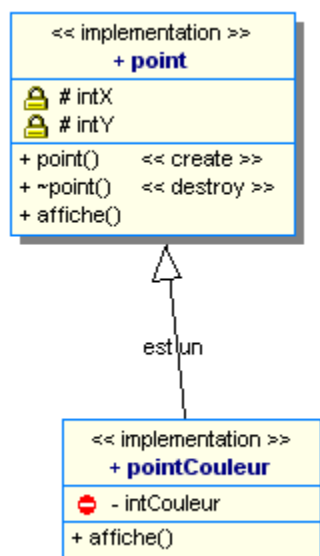 << implementation >>
+ point
# intX
# intY
+ point() << create >>
+ ~point() << destroy >>
+ affiche()
est un
<< implementation >>
+ pointCouleur
- intCouleur
+ affiche()